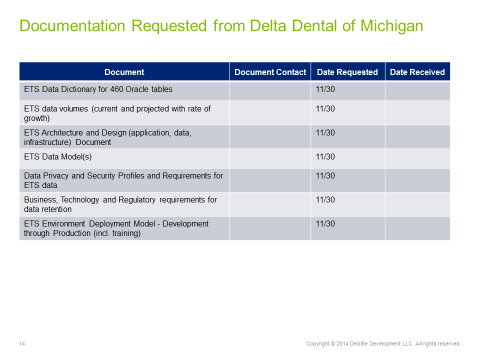 Documentation Requested from Delta Dental of Michigan
Document Document Contact Date Requested Date Received
ETS Data Dictionary for 460 Oracle tables 11/30
ETS data volumes (current and projected with rate of 11/30
growth)
ETS Architecture and Design (application, data, 11/30
infrastructure) Document
ETS Data Model(s) 11/30
Data Privacy and Security Profiles and Requirements for 11/30
ETS data
Business, Technology and Regulatory requirements for 11/30
data retention
ETS Environment Deployment Model - Development 11/30
through Production (incl. training)
14 Copyright © 2014 Deloitte Development LLC. All rights reserved.